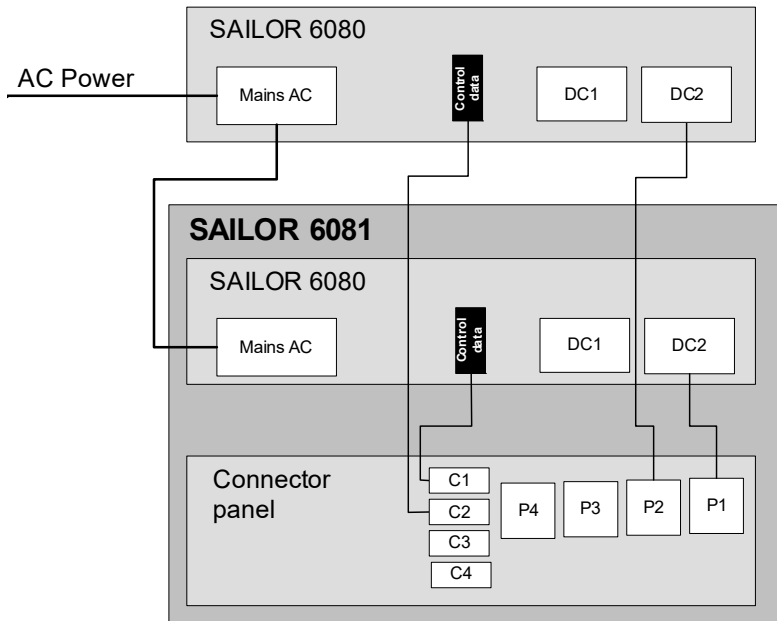 SAILOR 6080
AC Power
Mains AC
Control
data
DC1
DC2
SAILOR 6081
SAILOR 6080
Mains AC
Control
data
DC1
DC2
Connector
panel
C1
C2
C3
C4
P4
P3
P2
P1